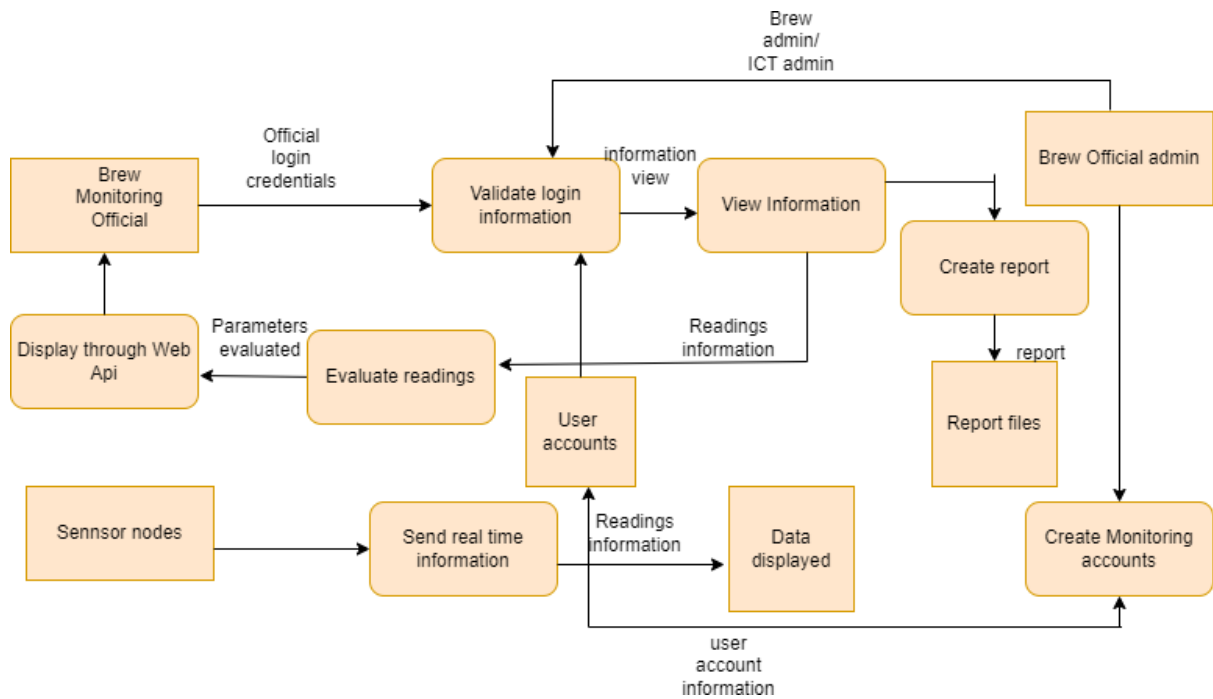 Brew
admin/
ICT admin
Official
login
credentials
information
view
Brew
Monitoring
Official
Validate login
information
View Information
Brew Official admin
Create report
Display through Web
Api
Parameters
evaluated
Evaluate readings
Readings
information
report
User
accounts
Report files
Sennsor nodes
Send real time
information
Readings
information
Data
displayed
Create Monitoring
accounts
user
account
information